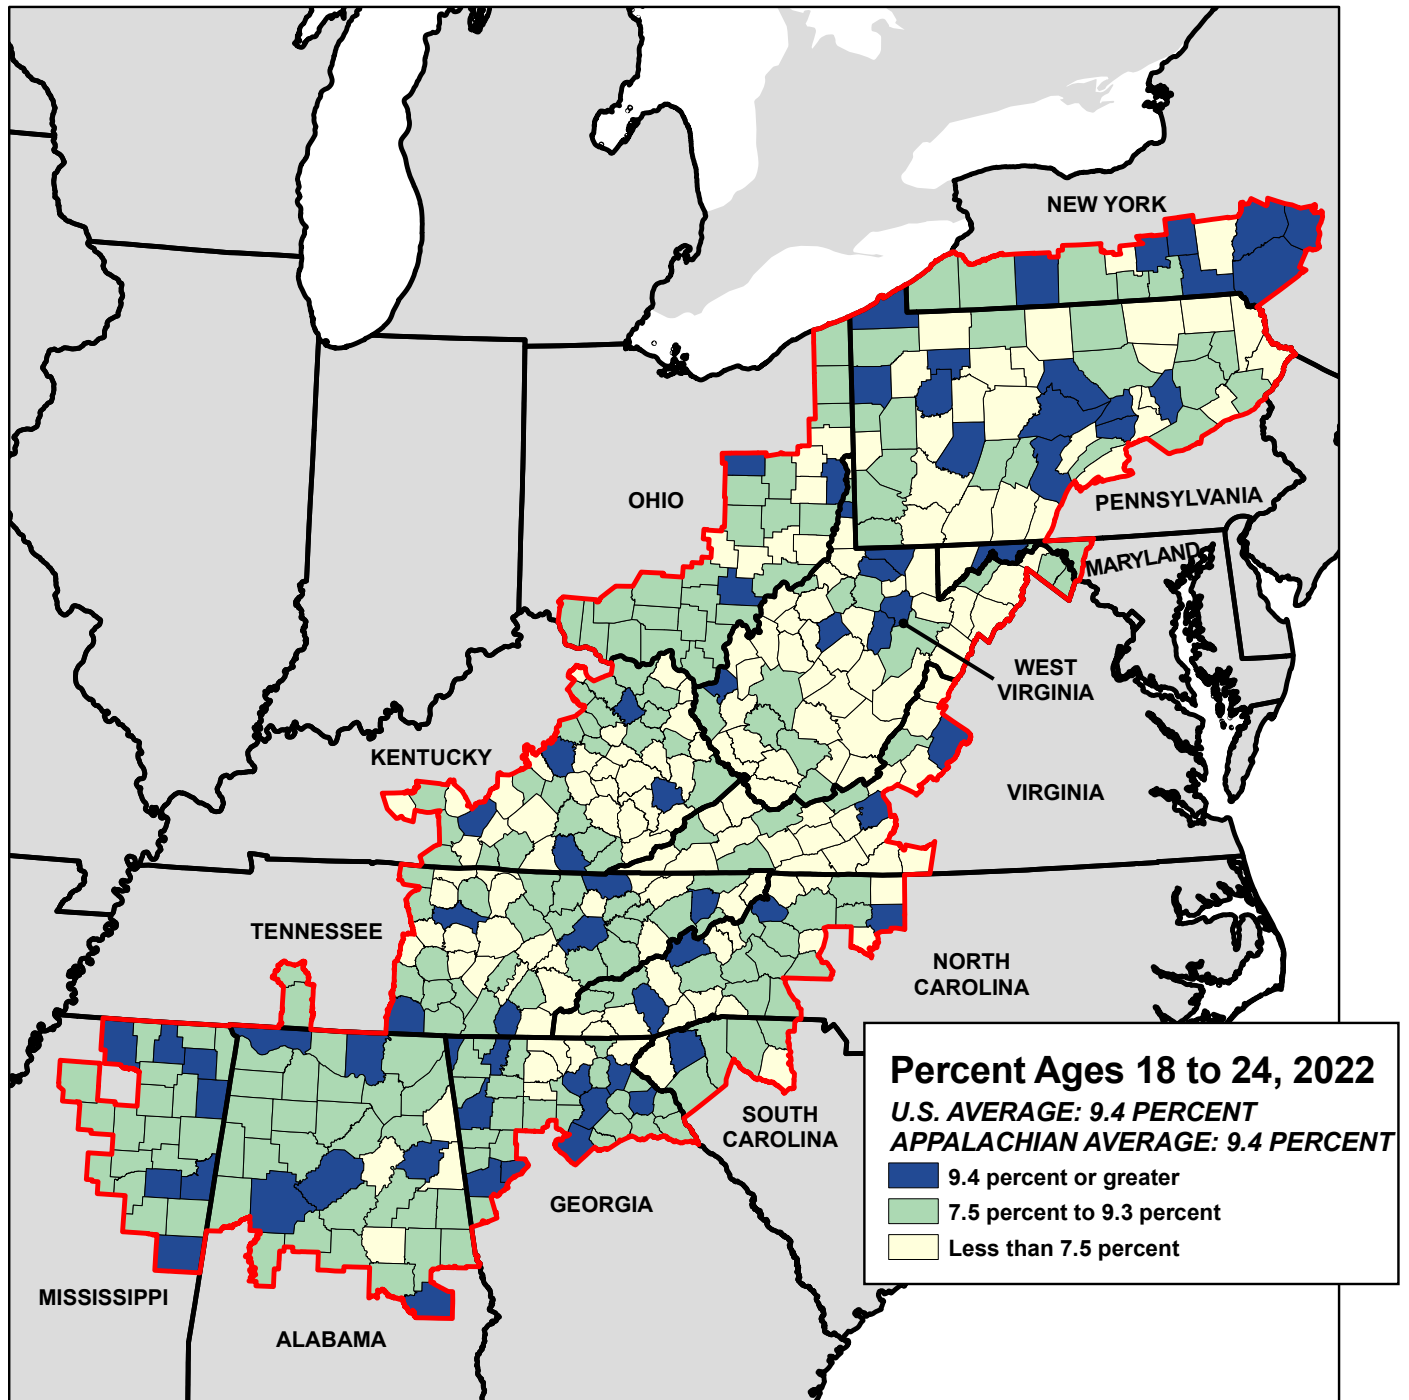 NEW YORK
OHIO
PENNSYLVANIA
MARYLAND
WEST
VIRGINIA
KENTUCKY
VIRGINIA
TENNESSEE
NORTH
CAROLINA
SOUTH
CAROLINA
GEORGIA
MISSISSIPPI
ALABAMA
Percent Ages 18 to 24, 2022
U.S. AVERAGE: 9.4 PERCENT
APPALACHIAN AVERAGE: 9.4 PERCENT
9.4 percent or greater
7.5 percent to 9.3 percent
Less than 7.5 percent